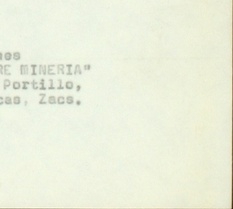 nes
RE MINERIA"
Portillo,
cas, Zacs.